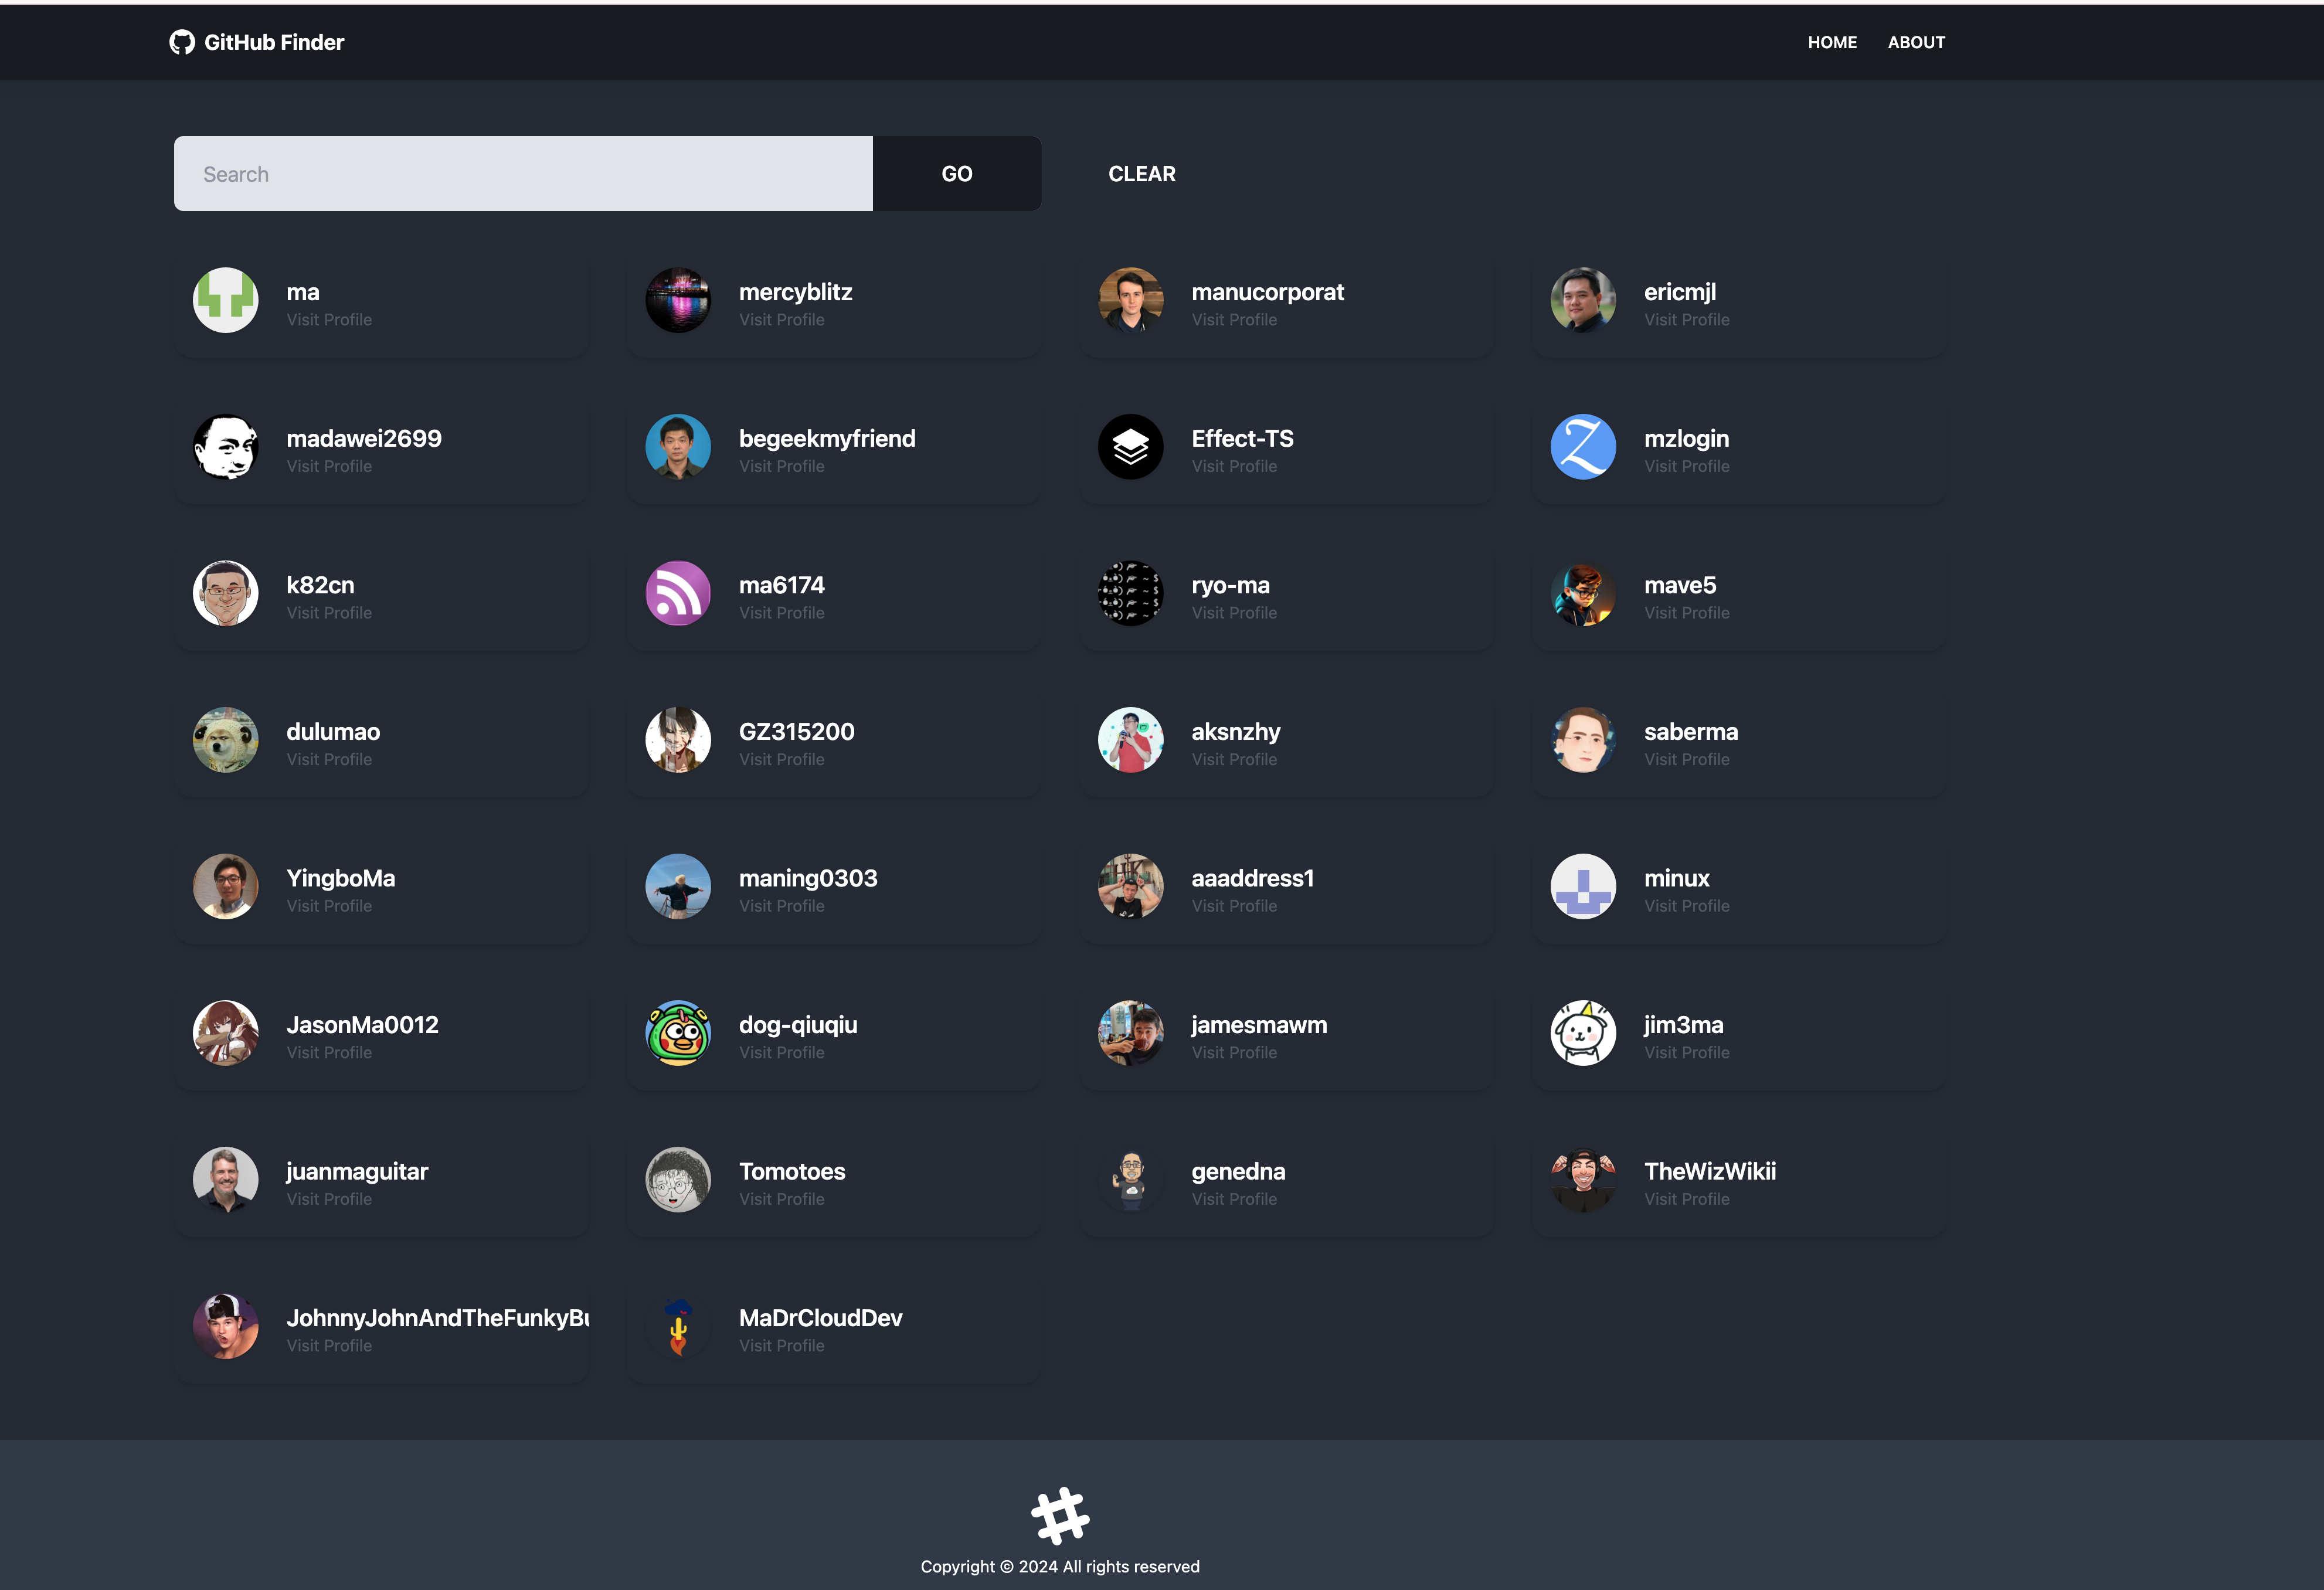 GitHub Finder
HOME
ABOUT
Search
GO
CLEAR
ma
Visit Profile
mercyblitz
Visit Profile
manucorporat
Visit Profile
ericmjl
Visit Profile
madawei2699
Visit Profile
begeekmyfriend
Visit Profile
Effect-TS
Visit Profile
mzlogin
Visit Profile
k82cn
Visit Profile
ma6174
Visit Profile
ryo-ma
Visit Profile
mave5
Visit Profile
dulumao
Visit Profile
GZ315200
Visit Profile
aksnzhy
Visit Profile
saberma
Visit Profile
YingboMa
Visit Profile
maning0303
Visit Profile
aaaddress1
Visit Profile
minux
Visit Profile
JasonMa0012
Visit Profile
dog-qiuqiu
Visit Profile
jamesmawm
Visit Profile
jim3ma
Visit Profile
juanmaguitar
Visit Profile
Tomotoes
Visit Profile
genedna
Visit Profile
TheWizWikii
Visit Profile
JohnnyJohnAndTheFunkyBu
Visit Profile
MaDrCloudDev
Visit Profile
Copyright © 2024 All rights reserved